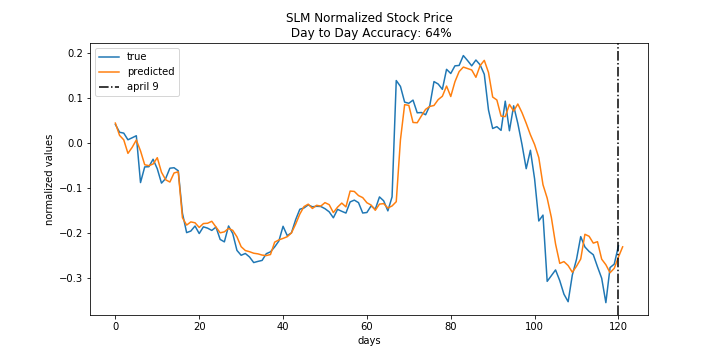 SLM Normalized Stock Price
Day to Day Accuracy: 64%
true
predicted
april 9
normalized values
0.2
0.1
0.0
−0.1
−0.2
−0.3
0
20
40
60
80
100
120
days